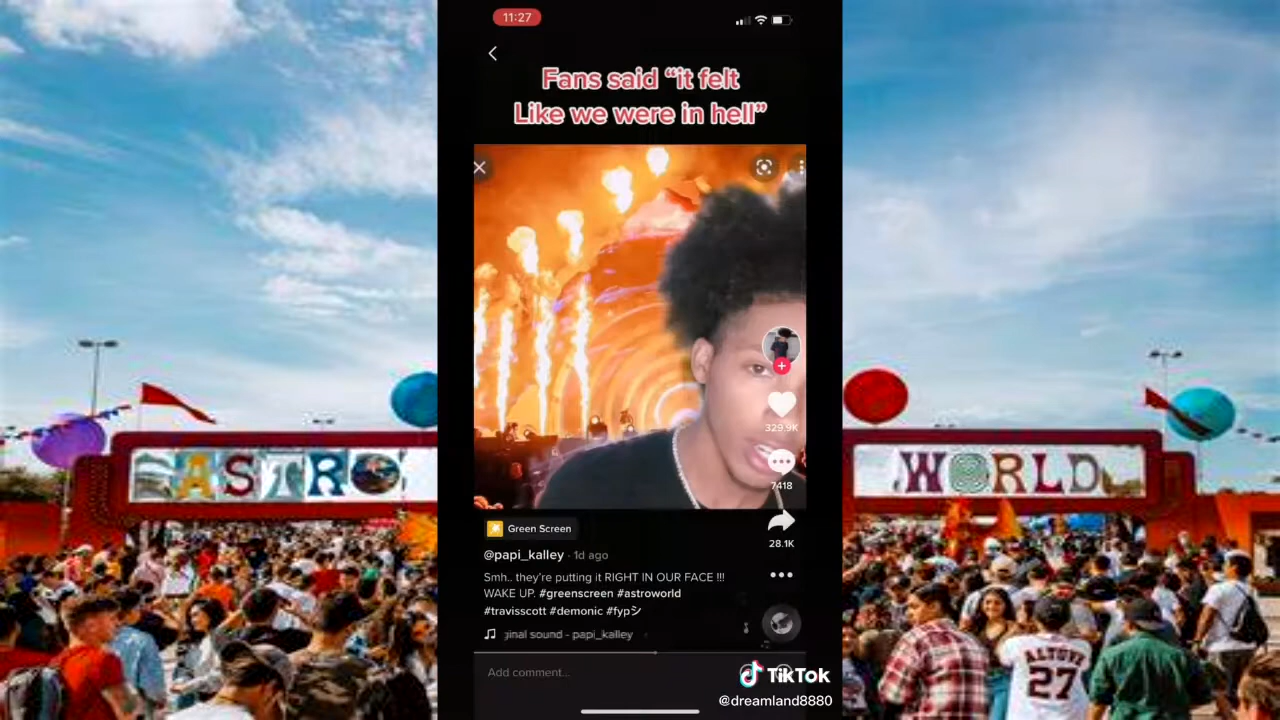 11:27
Fans said “it felt
Like we were in hell”
ASTRO
WORLD
329.9K
7418
28.1K
Green Screen
@papi_kalley · 1d ago
Smh.. they're putting it RIGHT IN OUR FACE !!!
WAKE UP. #greenscreen #astroworld
#travisscott #demonic #fypシ
ginal sound - papi_kalley
Add comment...
TikTok
@dreamland8880
ALTUVE
27